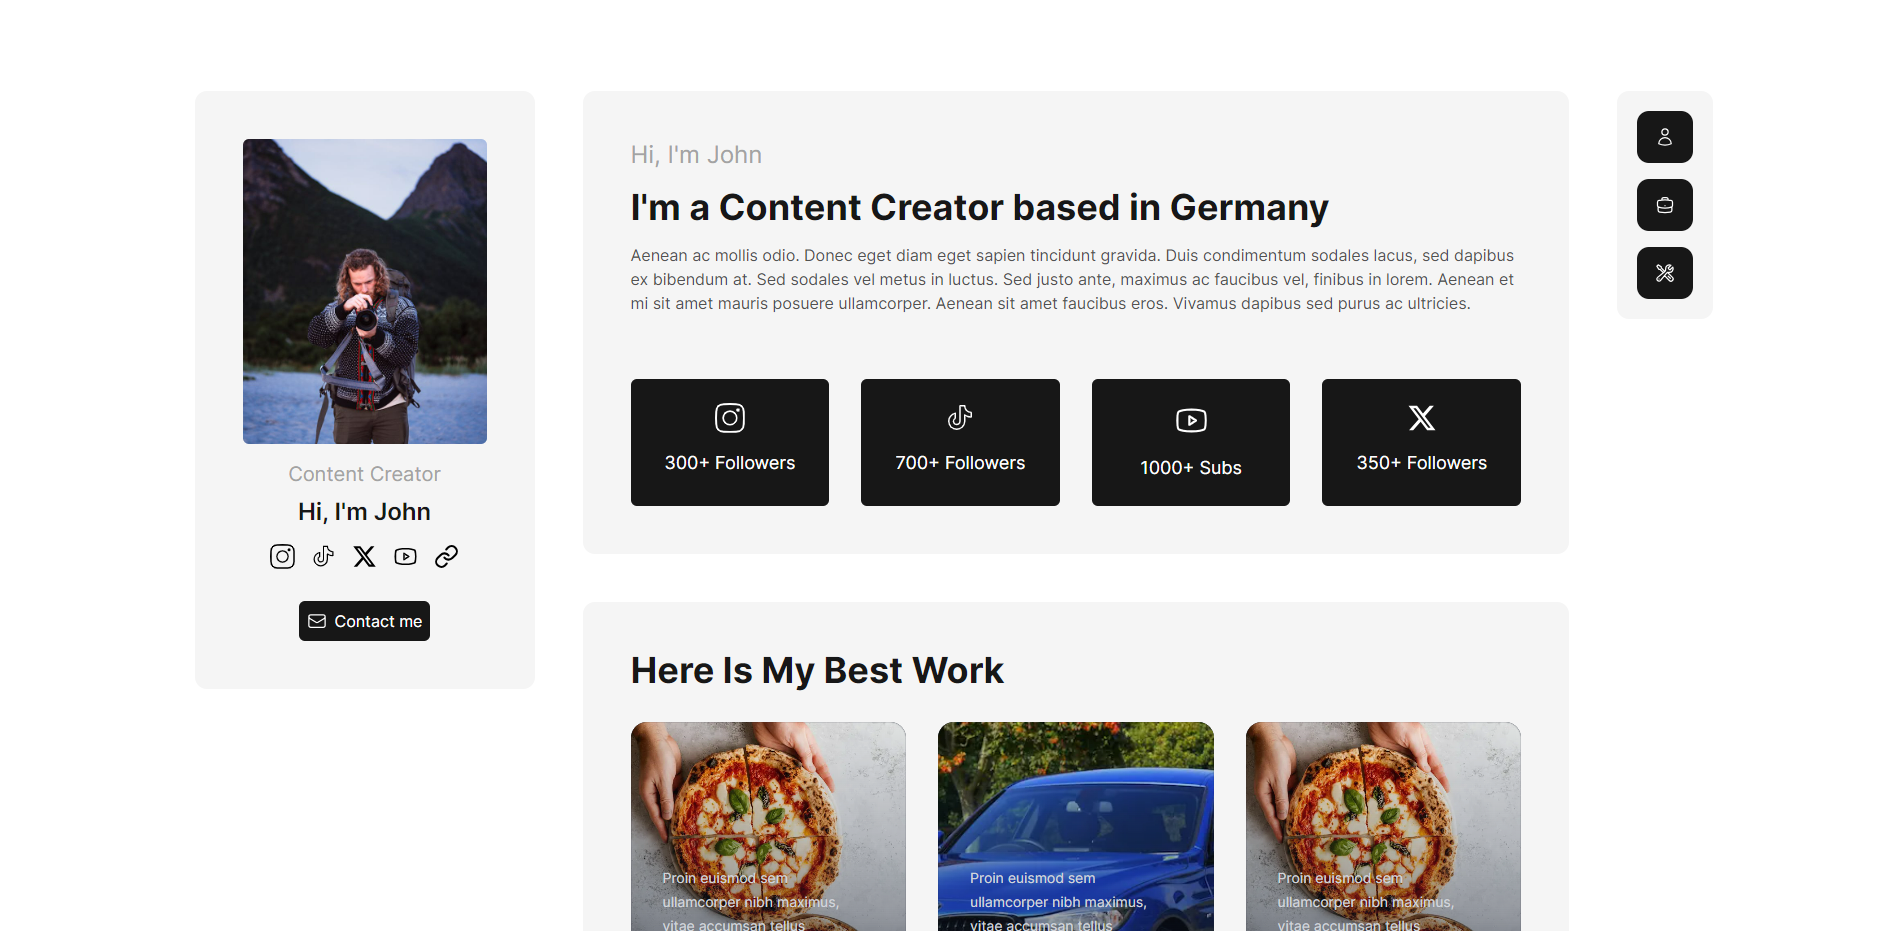 Content Creator
Hi, I'm John
Contact me
Hi, I'm John
I'm a Content Creator based in Germany
Aenean ac mollis odio. Donec eget diam eget sapien tincidunt gravida. Duis condimentum sodales lacus, sed dapibus
ex bibendum at. Sed sodales vel metus in luctus. Sed justo ante, maximus ac faucibus vel, finibus in lorem. Aenean et
mi sit amet mauris posuere ullamcorper. Aenean sit amet faucibus eros. Vivamus dapibus sed purus ac ultricies.
300+ Followers
700+ Followers
1000+ Subs
350+ Followers
Here Is My Best Work
Proin euismod sem
ullamcorper nibh maximus,
vitae accumsan tellus
Proin euismod sem
ullamcorper nibh maximus,
vitae accumsan tellus
Proin euismod sem
ullamcorper nibh maximus,
vitae accumsan tellus